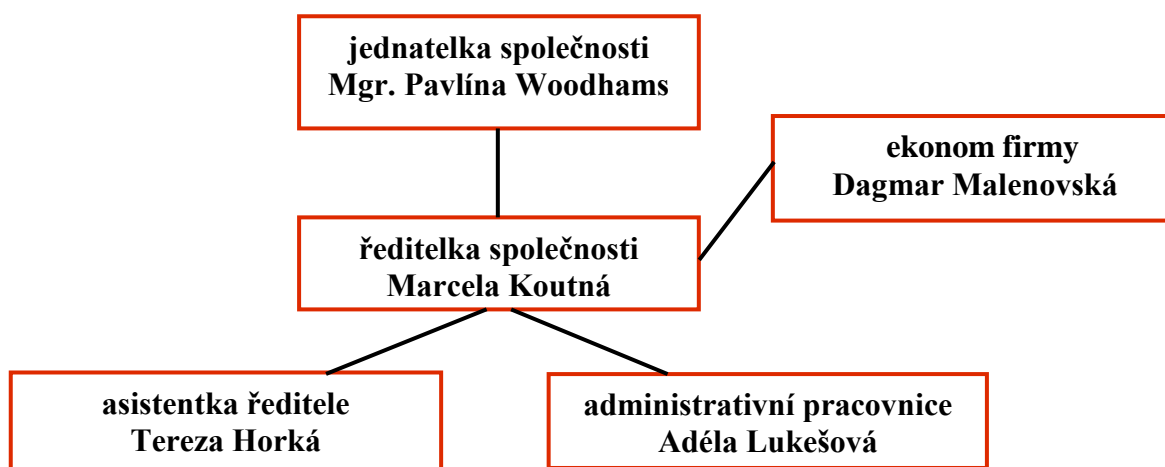 jednatelka společnosti
Mgr. Pavlína Woodhams
ekonom firmy
Dagmar Malenovská
ředitelka společnosti
Marcela Koutná
asistentka ředitele
Tereza Horká
administrativní pracovnice
Adéla Lukešová